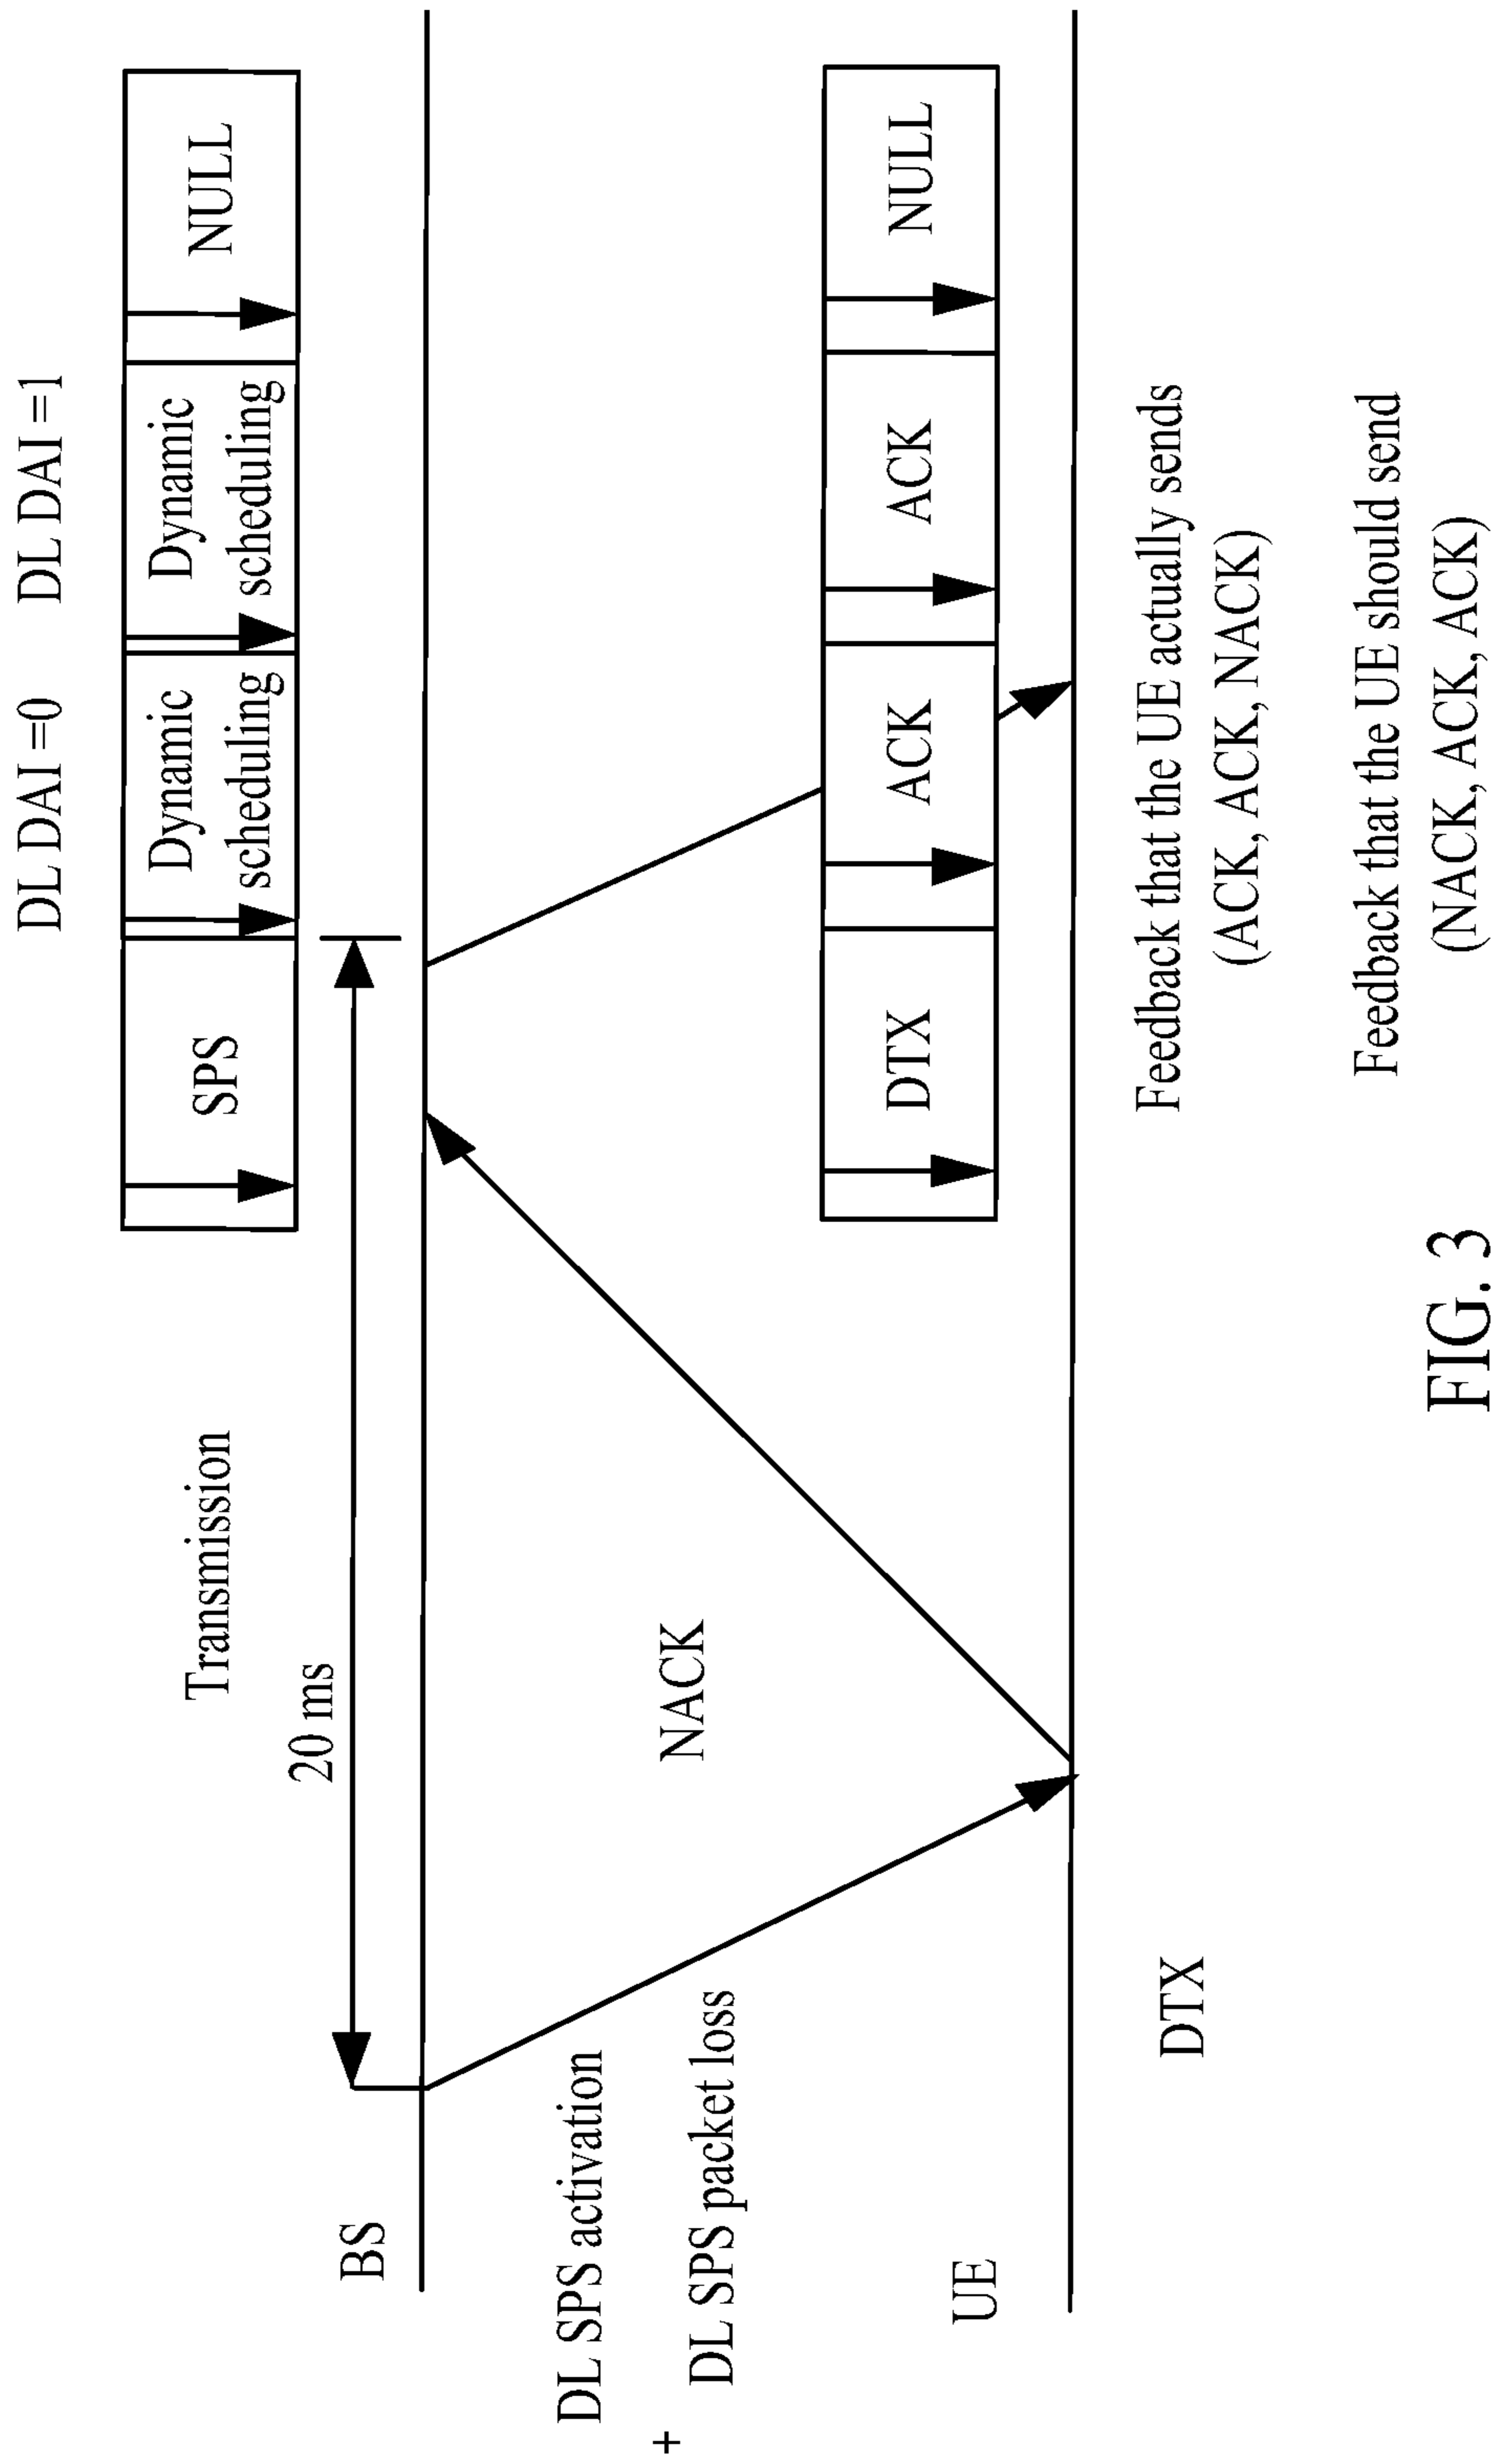 DL DAI =0 DL DAI =1
SPS
Dynamic
scheduling
Dynamic
scheduling
NULL
Transmission
20 ms
BS
DL SPS activation
+
DL SPS packet loss
NACK
DTX
ACK
ACK
NULL
UE
DTX
Feedback that the UE actually sends
(ACK, ACK, NACK)
Feedback that the UE should send
(NACK, ACK, ACK)
FIG. 3